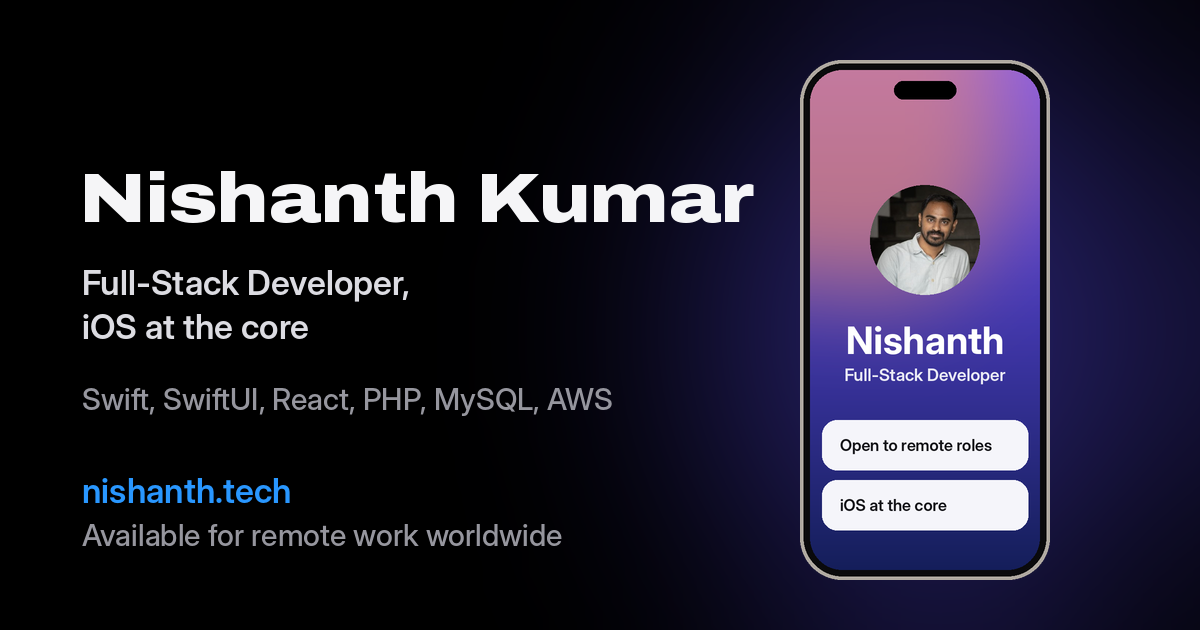 Nishanth Kumar
Full-Stack Developer,
iOS at the core
Swift, SwiftUI, React, PHP, MySQL, AWS
nishanth.tech
Available for remote work worldwide
Nishanth
Full-Stack Developer
Open to remote roles
iOS at the core